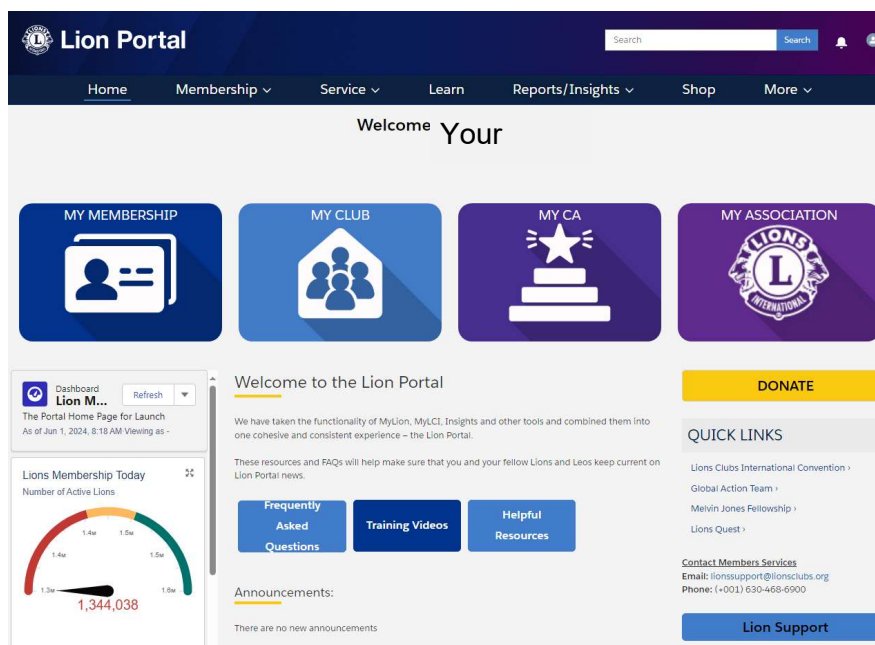 Lion Portal
Search
Search
Home
Membership
Service
Learn
Reports/Insights
Shop
More
Welcome Your
MY MEMBERSHIP
MY CLUB
MY CA
MY ASSOCIATION
LIONS
L
INTERNATIONAL
Dashboard
Lion M...
Refresh
The Portal Home Page for Launch
As of Jun 1, 2024, 8:18 AM·Viewing as -
Lions Membership Today
Number of Active Lions
1.3M
1.4M
1.4M
1.5M
1.5M
1.6M
1,344,038
Welcome to the Lion Portal
We have taken the functionality of MyLion, MyLCI, Insights and other tools and combined them into
one cohesive and consistent experience – the Lion Portal.
These resources and FAQs will help make sure that you and your fellow Lions and Leos keep current on
Lion Portal news.
Frequently
Asked
Questions
Training Videos
Helpful
Resources
Announcements:
There are no new announcements
DONATE
QUICK LINKS
Lions Clubs International Convention ›
Global Action Team ›
Melvin Jones Fellowship ›
Lions Quest ›
Contact Members Services
Email: lionssupport@lionsclubs.org
Phone: (+001) 630-468-6900
Lion Support